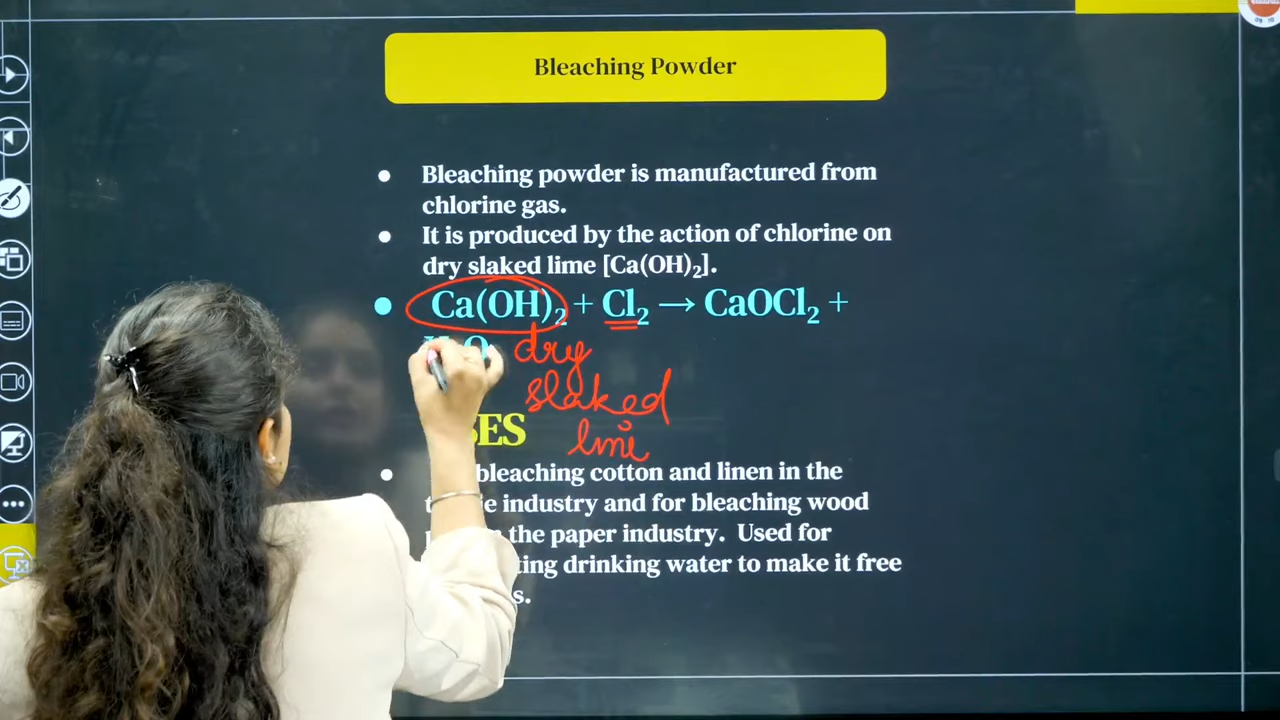 Bleaching Powder
• Bleaching powder is manufactured from
chlorine gas.
• It is produced by the action of chlorine on
dry slaked lime [Ca(OH)₂].
• Ca(OH)₂ + Cl₂ → CaOCl₂ +
dry
slaked
lime
• bleaching cotton and linen in the
industry and for bleaching wood
the paper industry. Used for
drinking water to make it free